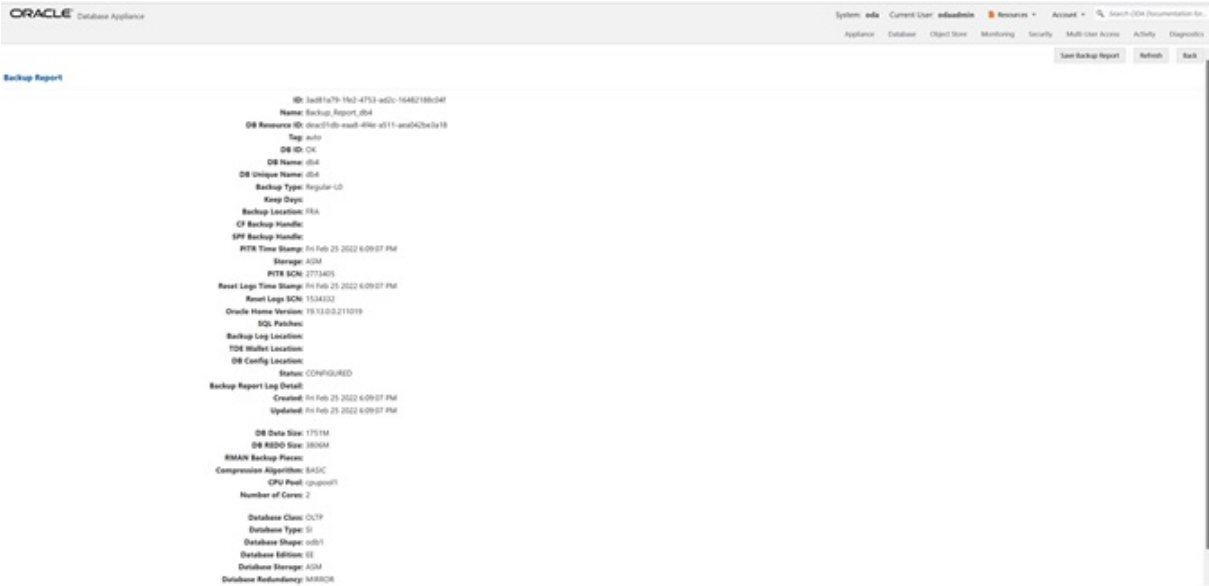 ORACLE Database Appliance
System: oda Current User: odaadmin Resources Account Search ODA Documentation for...
Appliance Database Object Store Monitoring Security Multi-User Access Activity Diagnostics
Save Backup Report Refresh Back
Backup Report
ID:
Name: Backup_Report_db4
DB Resource ID:
Tag: auto
DB ID: OK
DB Name: db4
DB Unique Name: db4
Backup Type: Regular-L0
Keep Days:
Backup Location: FRA
CF Backup Handle:
SPF Backup Handle:
PITR Time Stamp: Fri Feb 25 2022 6:09:07 PM
Storage: ASM
PITR SCN: 2773405
Reset Logs Time Stamp: Fri Feb 25 2022 6:09:07 PM
Reset Logs SCN: 1534332
Oracle Home Version: 19.13.0.0.211019
SQL Patches:
Backup Log Location:
TDE Wallet Location:
DB Config Location:
Status: CONFIGURED
Backup Report Log Detail:
Created: Fri Feb 25 2022 6:09:07 PM
Updated: Fri Feb 25 2022 6:09:07 PM
DB Data Size: 1751M
DB REDO Size: 3806M
RMAN Backup Pieces:
Compression Algorithm: BASIC
CPU Pool: cpupool1
Number of Cores: 2
Database Class: OLTP
Database Type: SI
Database Shape: odb1
Database Edition: EE
Database Storage: ASM
Database Redundancy: MIRROR